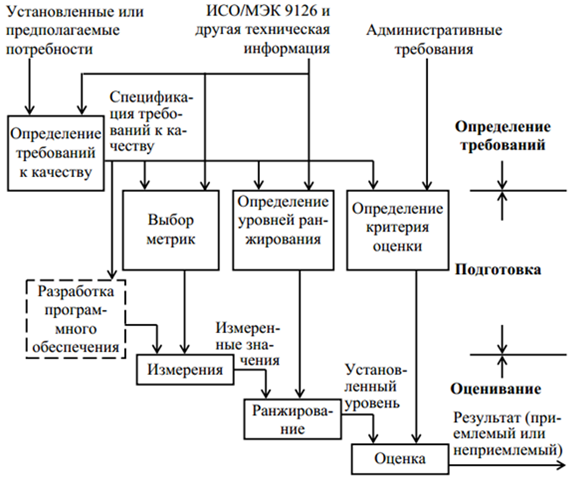 Установленные или
предполагаемые
потребности
ИСО/МЭК 9126 и
другая техническая
информация
Административные
требования
Специфика-
ция требо-
ваний к ка-
честву
Определение
требований
к качеству
Определение
требований
Выбор
метрик
Определение
уровней ран-
жирования
Определение
критерия
оценки
Подготовка
Разработка
програм-
много
обеспечения
Измерен-
ные зна-
чения
Измерения
Установ-
ленный
уровень
Оценивание
Ранжирова-
ние
Результат (при-
емлемый или
неприемлемый)
Оценка